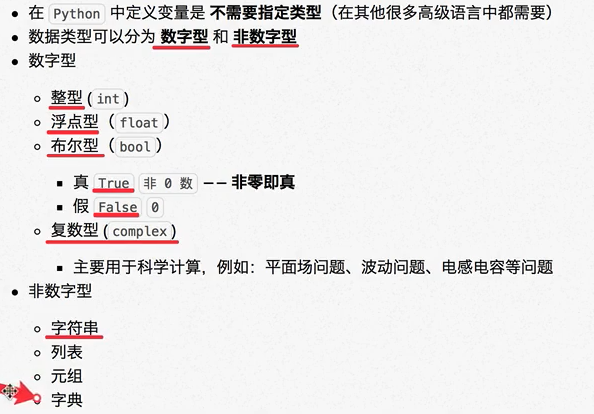 在 Python 中定义变量是 不需要指定类型（在其他很多高级语言中都需要）
数据类型可以分为 数字型 和 非数字型
数字型
整型 (int)
浮点型（float）
布尔型（bool）
真 True 非 0 数 —— 非零即真
假 False 0
复数型 (complex)
主要用于科学计算，例如：平面场问题、波动问题、电感电容等问题
非数字型
字符串
列表
元组
字典